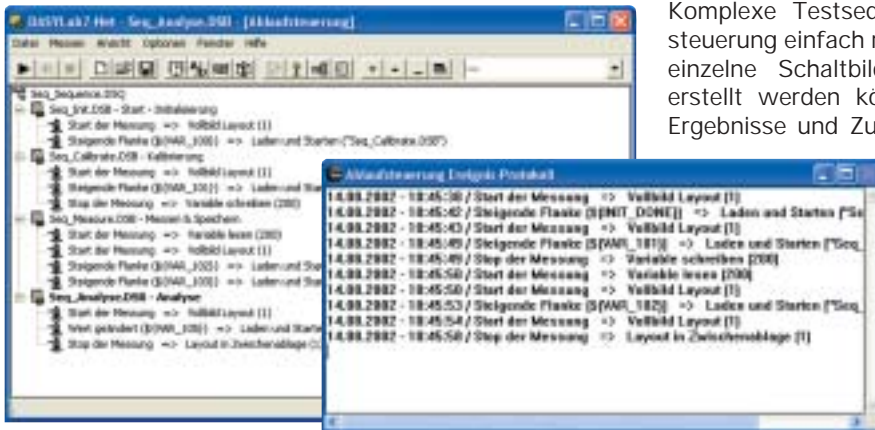 DASYLab7-Net - Seq_Analyse.DSB - [Ablaufsteuerung]
Datei Messen Ansicht Optionen Fenster Hilfe
Seq_Sequence.DSQ
Seq_Init.DSB - Start - Initialisierung
Start der Messung => Vollbild Layout (1)
Steigende Flanke (${VAR_100}) => Laden und Starten ("Seq_Calibrate.DSB")
Seq_Calibrate.DSB - Kalibrierung
Start der Messung => Vollbild Layout (1)
Steigende Flanke (${VAR_101}) => Laden und Star
Stop der Messung => Variable schreiben (200)
Seq_Measure.DSB - Messen & Speichern
Start der Messung => Variable lesen (200)
Start der Messung => Vollbild Layout (1)
Steigende Flanke (${VAR_102}) => Laden und Star
Steigende Flanke (${VAR_103}) => Laden und Star
Seq_Analyse.DSB - Analyse
Start der Messung => Vollbild Layout (1)
Wert geändert (${VAR_105}) => Laden und Starte
Stop der Messung => Layout in Zwischenablage (1)
Komplexe Testsec
steuerung einfach r
einzelne Schaltbil
erstellt werden kö
Ergebnisse und Zu
Ablaufsteuerung Ereignis Protokoll
14.08.2002 - 18:45:38 / Start der Messung => Vollbild Layout (1)
14.08.2002 - 18:45:42 / Steigende Flanke (${INIT_DONE}) => Laden und Starten ("Se
14.08.2002 - 18:45:43 / Start der Messung => Vollbild Layout (1)
14.08.2002 - 18:45:49 / Steigende Flanke (${VAR_101}) => Laden und Starten ("Seq_
14.08.2002 - 18:45:49 / Stop der Messung => Variable schreiben (200)
14.08.2002 - 18:45:50 / Start der Messung => Variable lesen (200)
14.08.2002 - 18:45:50 / Start der Messung => Vollbild Layout (1)
14.08.2002 - 18:45:53 / Steigende Flanke (${VAR_102}) => Laden und Starten ("Seq_
14.08.2002 - 18:45:54 / Start der Messung => Vollbild Layout (1)
14.08.2002 - 18:45:58 / Stop der Messung => Layout in Zwischenablage (1)